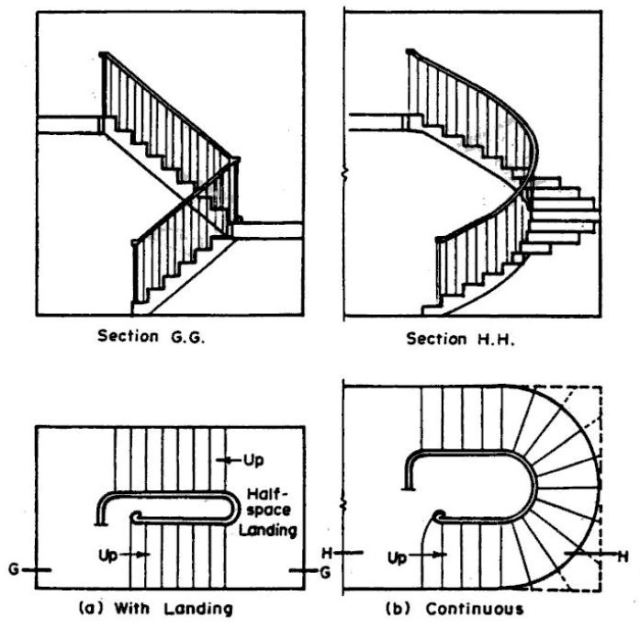 Section G.G.
Section H.H.
Up
Half-
space
Landing
Up
G
G
(a) With Landing
Up
H
H
(b) Continuous